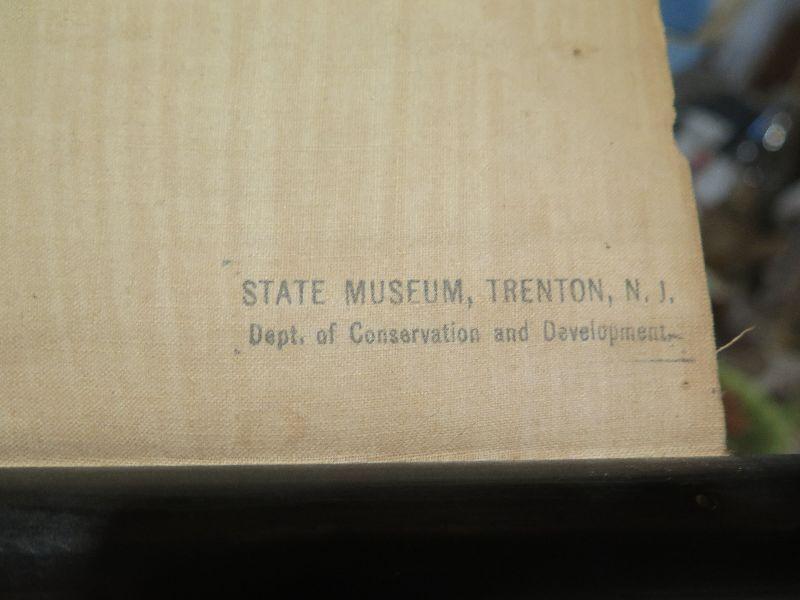 STATE MUSEUM, TRENTON, N. J.
Dept. of Conservation and Development.